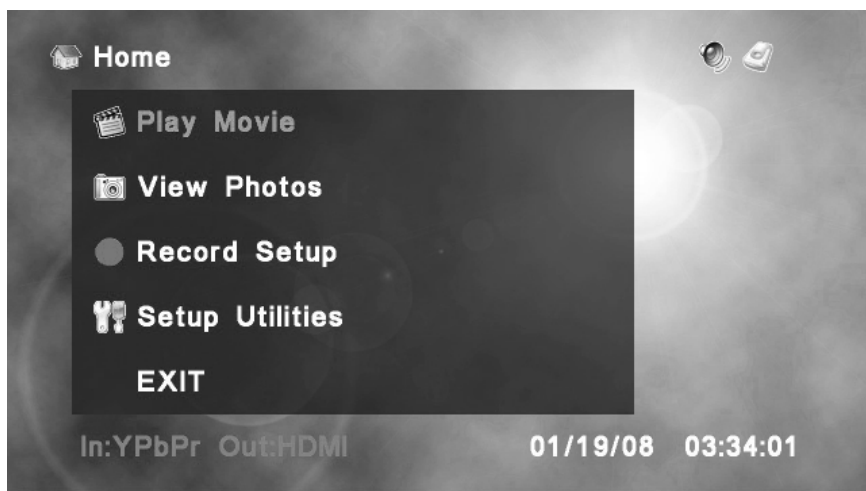 Home
Play Movie
View Photos
Record Setup
Setup Utilities
EXIT
In:YPbPr Out:HDMI 01/19/08 03:34:01